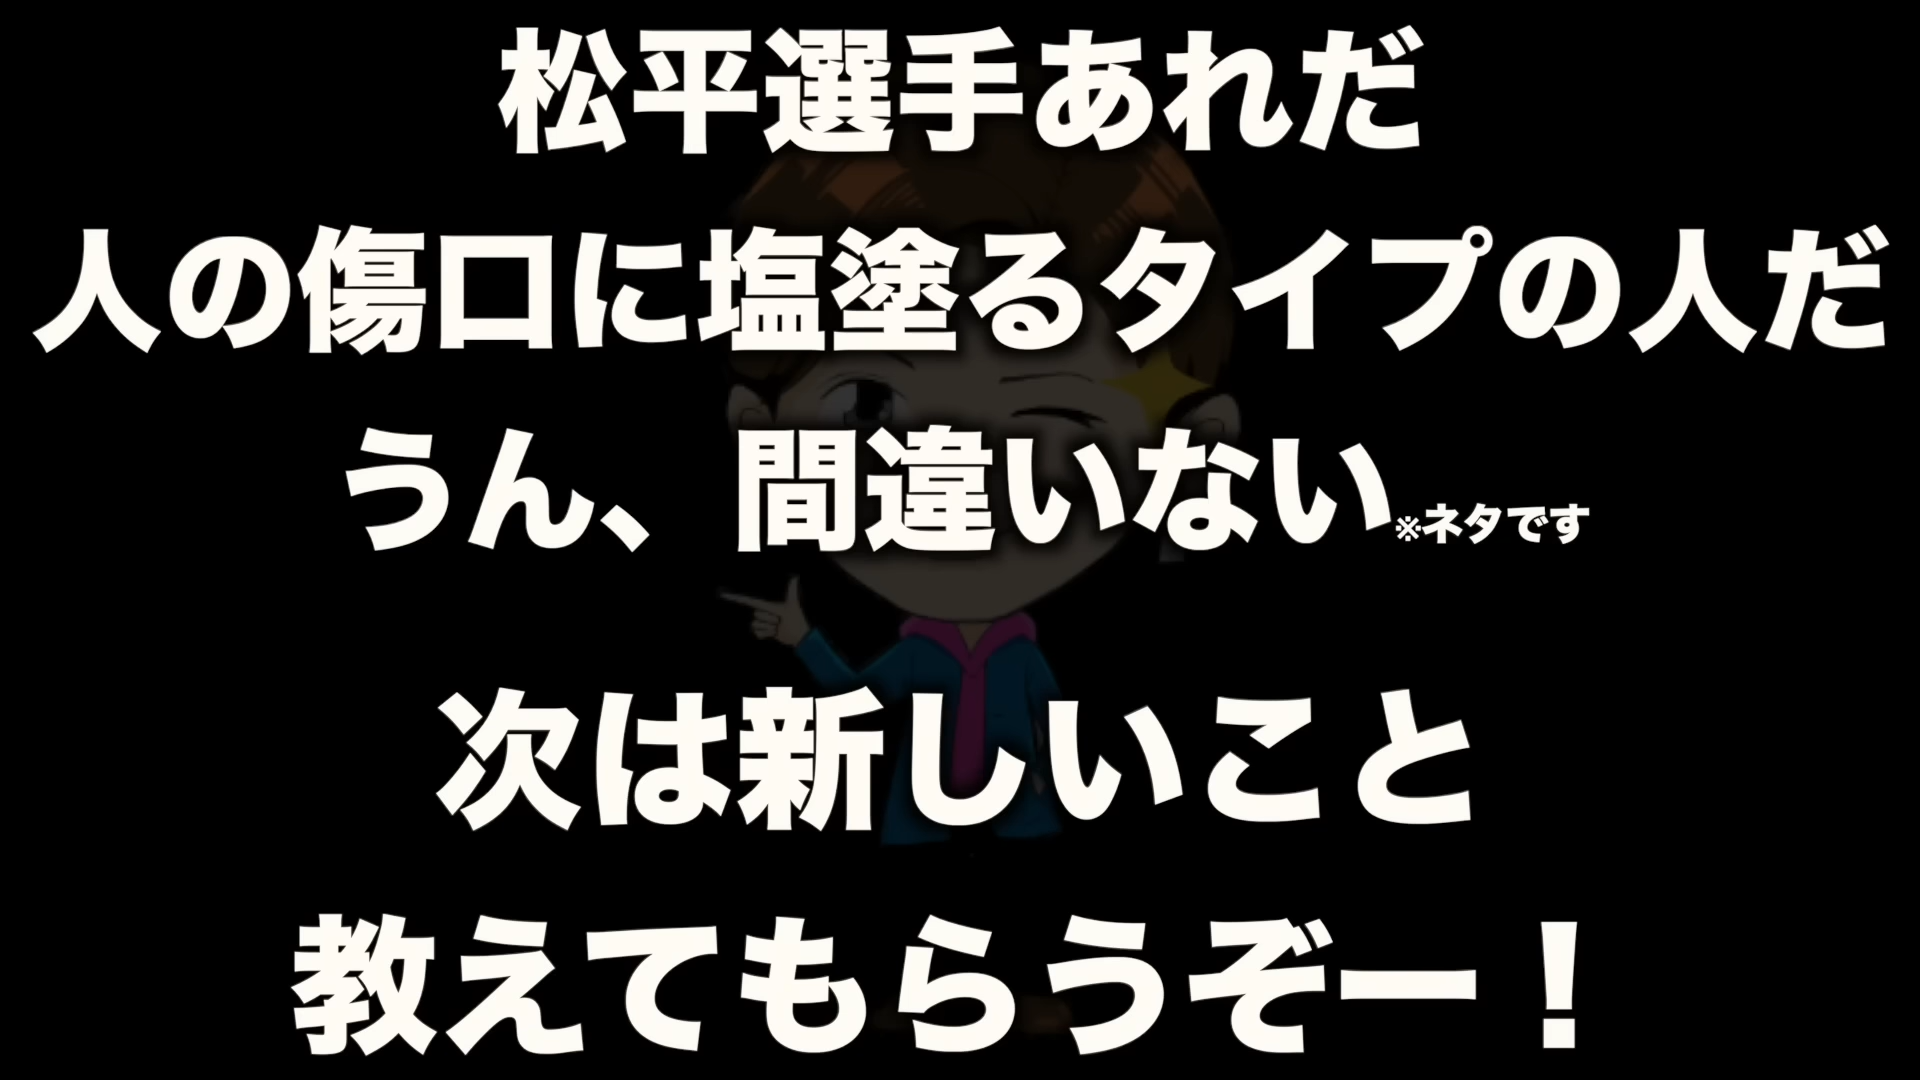 松平選手あれだ
人の傷口に塩塗るタイプの人だ
うん、間違いない※ネタです
次は新しいこと
教えてもらうぞー！